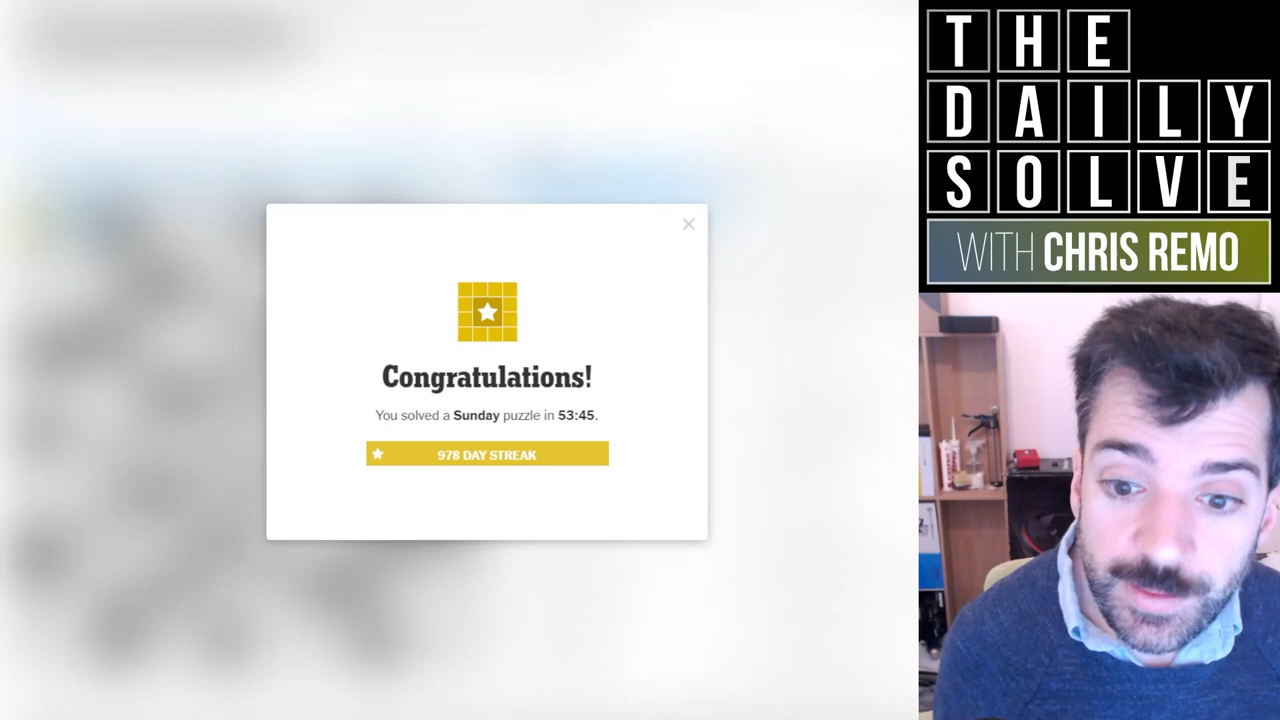 Congratulations!
You solved a Sunday puzzle in 53:45.
978 DAY STREAK
THE
DAILY
SOLVE
WITH CHRIS REMO